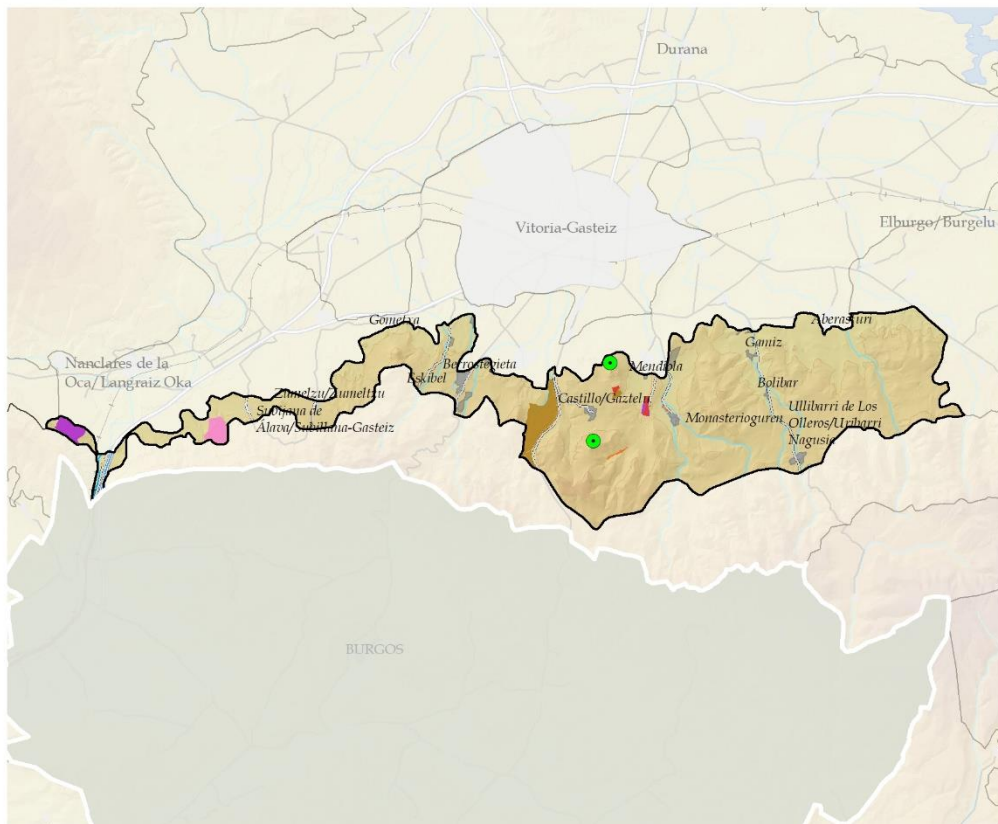 Durana
Vitoria-Gasteiz
Elburgo/Burgelu
Gometxa
Aberasturi
Gamiz
Nanclares de la
Oca/Langraiz Oka
Berrostegieta
Mendiola
Eskibel
Bolibar
Zumelzu/Zumeltzu
Castillo/Gaztelu
Subijana de
Alava/Subillana-Gasteiz
Monasterioguren
Ullibarri de Los
Olleros/Uribarri
Nagusia
BURGOS